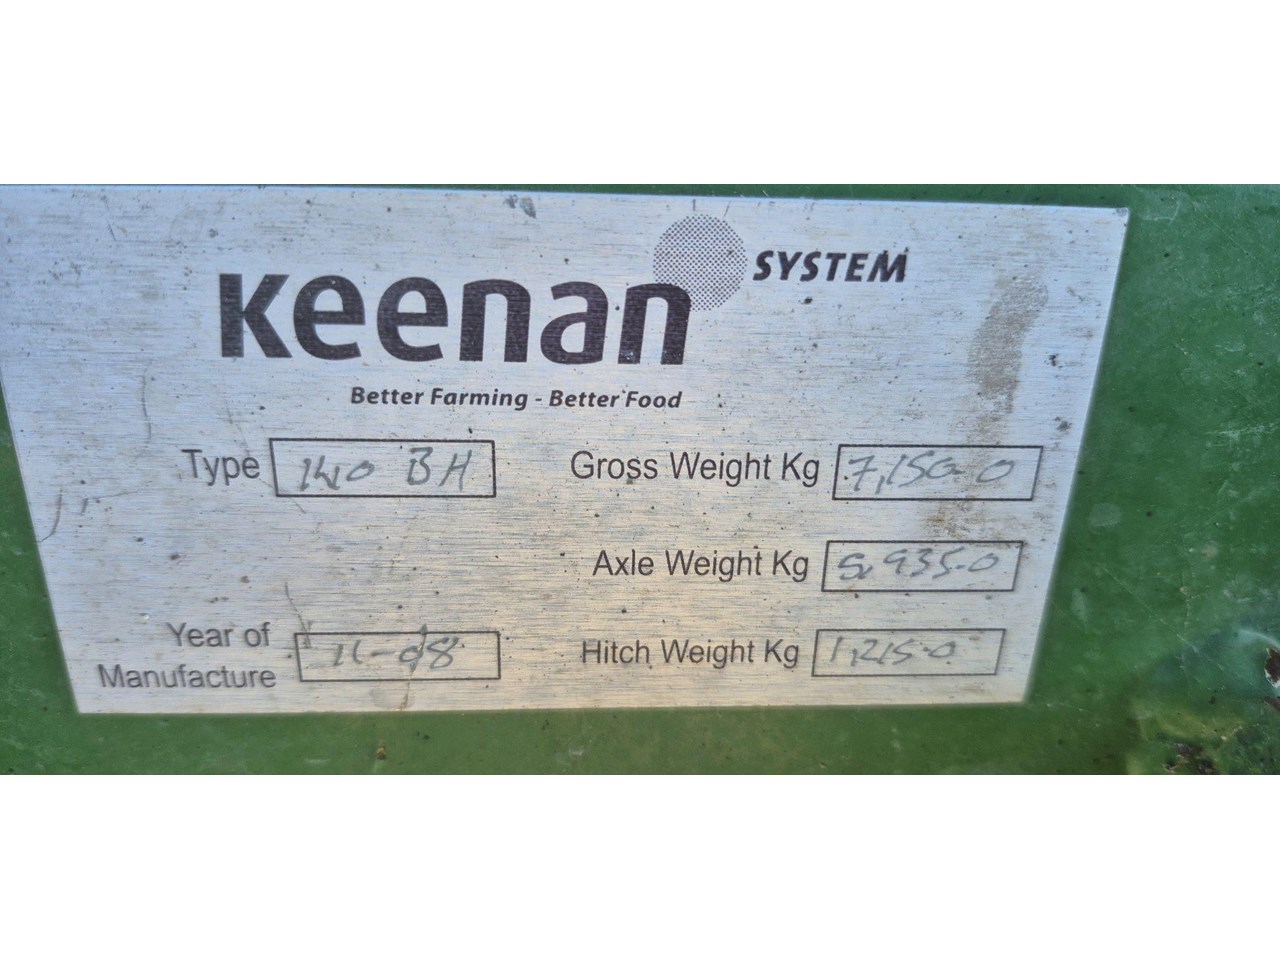 Keenan SYSTEM
Better Farming - Better Food
Type 140 BH Gross Weight Kg 7,150-0
Axle Weight Kg 5,935-0
Year of Manufacture 11-08 Hitch Weight Kg 1,215-0